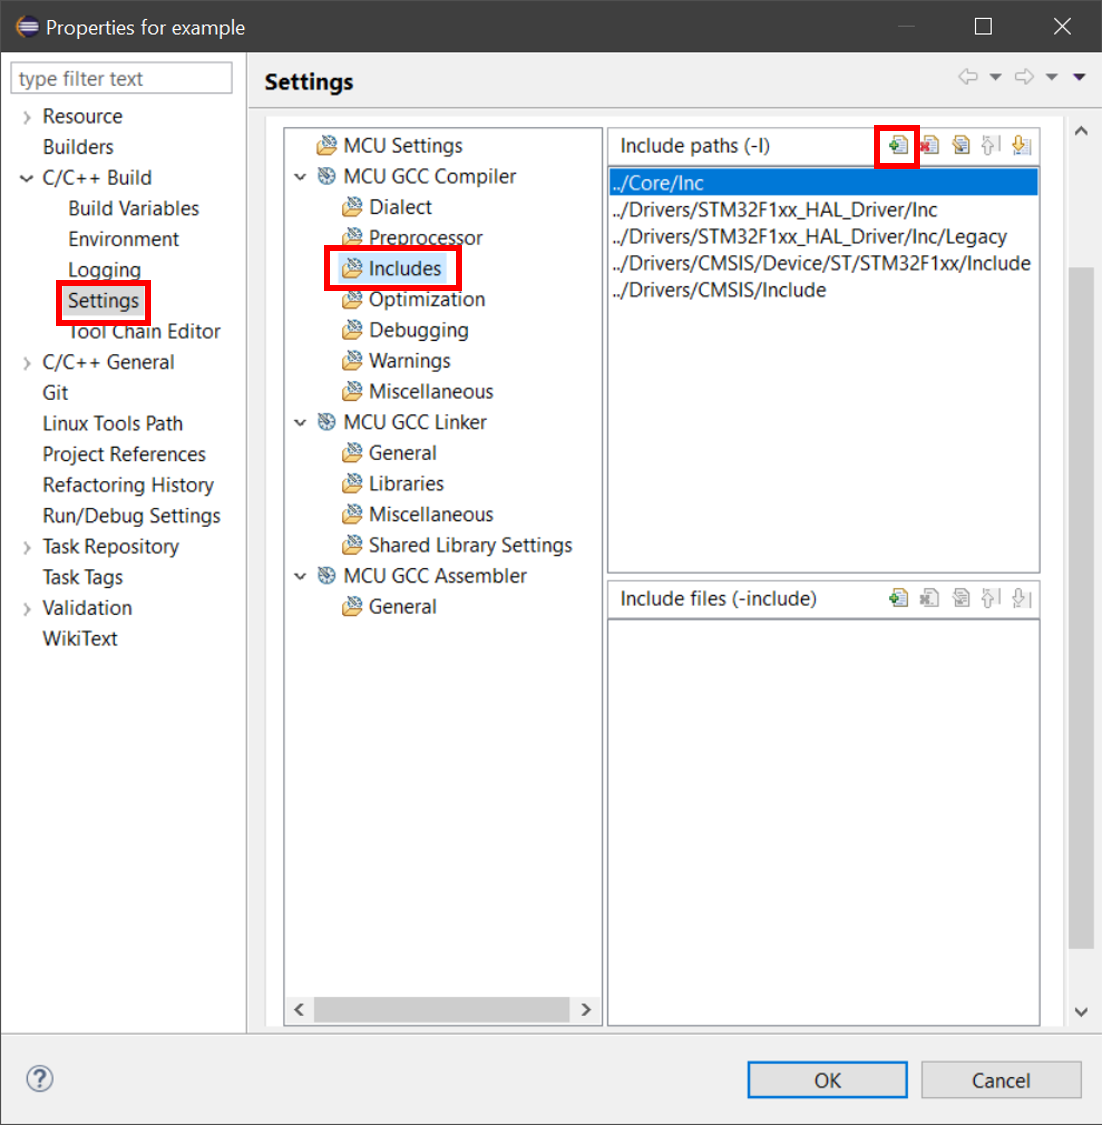 Properties for example
type filter text
Settings
Resource
Builders
C/C++ Build
Build Variables
Environment
Logging
Settings
Tool Chain Editor
C/C++ General
Git
Linux Tools Path
Project References
Refactoring History
Run/Debug Settings
Task Repository
Task Tags
Validation
WikiText
MCU Settings
MCU GCC Compiler
Dialect
Preprocessor
Includes
Optimization
Debugging
Warnings
Miscellaneous
MCU GCC Linker
General
Libraries
Miscellaneous
Shared Library Settings
MCU GCC Assembler
General
Include paths (-I)
../Core/Inc
../Drivers/STM32F1xx_HAL_Driver/Inc
../Drivers/STM32F1xx_HAL_Driver/Inc/Legacy
../Drivers/CMSIS/Device/ST/STM32F1xx/Include
../Drivers/CMSIS/Include
Include files (-include)
OK
Cancel